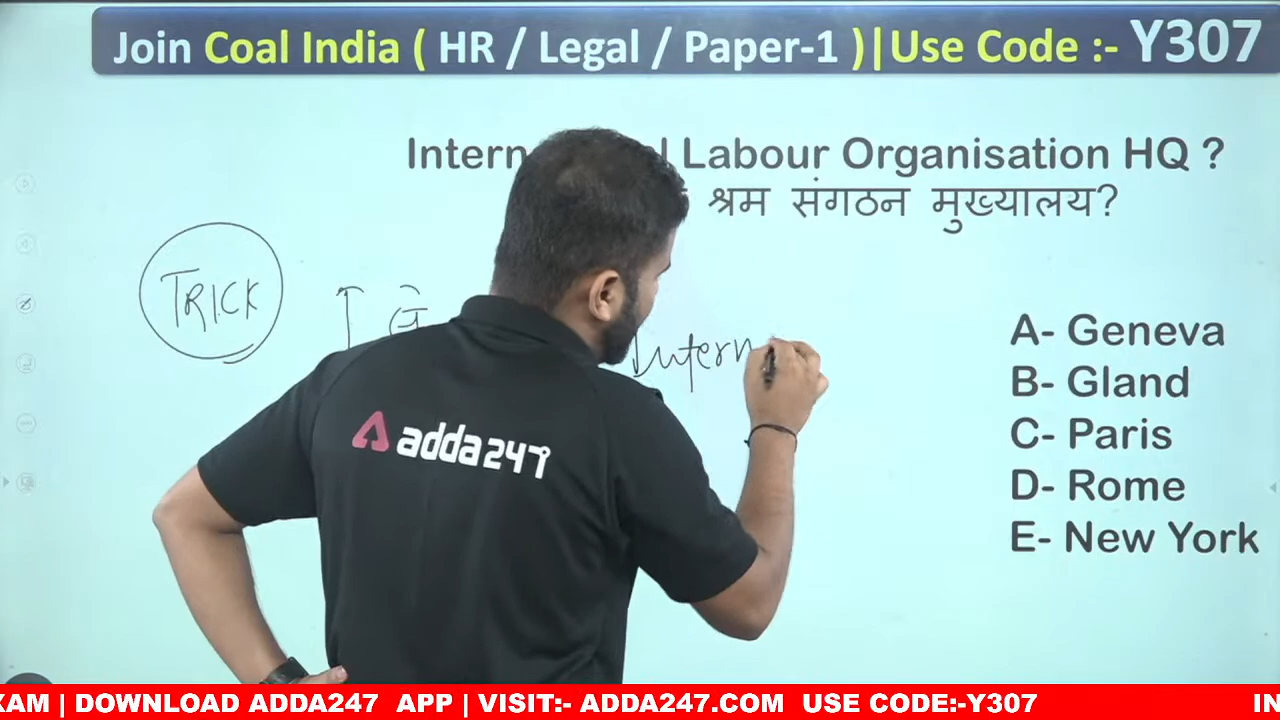 Join Coal India ( HR / Legal / Paper-1 )|Use Code :- Y307
Labour Organisation HQ ?
श्रम संगठन मुख्यालय?
TRICK
Intern
A- Geneva
B- Gland
C- Paris
D- Rome
E- New York
adda247
| DOWNLOAD ADDA247 APP | VISIT:- ADDA247.COM USE CODE:-Y307